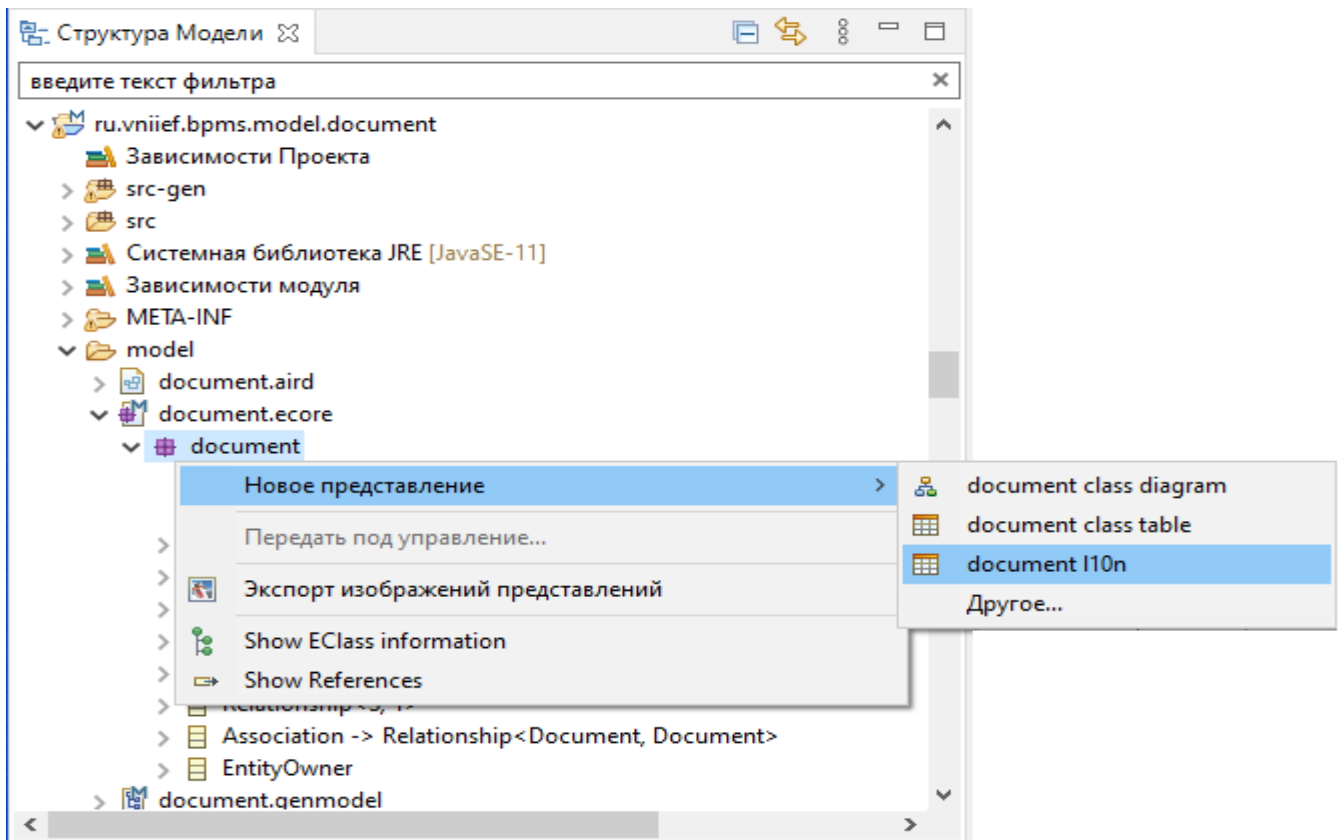 Структура Модели
введите текст фильтра
ru.vniief.bpms.model.document
Зависимости Проекта
src-gen
src
Системная библиотека JRE [JavaSE-11]
Зависимости модуля
META-INF
model
document.aird
document.ecore
document
Новое представление
document class diagram
Передать под управление...
document class table
document l10n
Экспорт изображений представлений
Другое...
Show EClass information
Show References
Association -> Relationship<Document, Document>
EntityOwner
document.genmodel